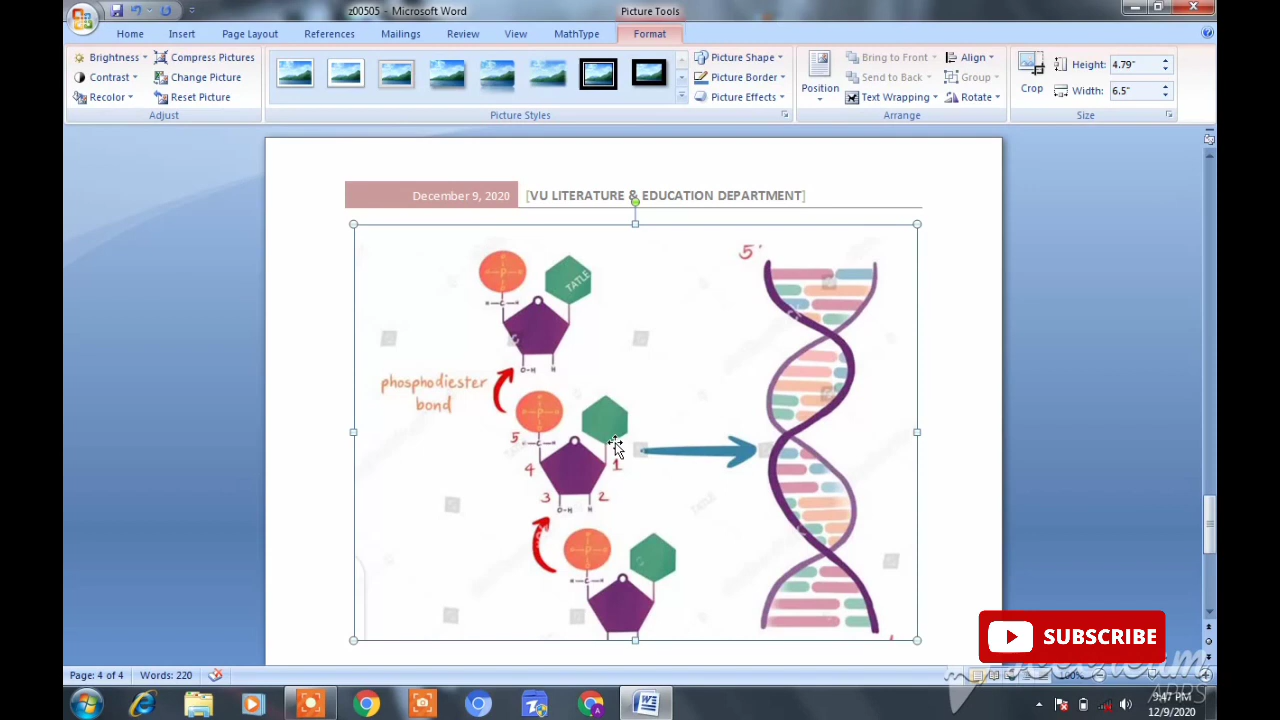 z00505 - Microsoft Word
Picture Tools
Home Insert Page Layout References Mailings Review View MathType Format
Brightness Compress Pictures
Contrast Change Picture
Recolor Reset Picture
Adjust
Picture Styles
Picture Shape
Picture Border
Picture Effects
Position
Bring to Front
Send to Back
Text Wrapping
Align
Group
Rotate
Arrange
Crop
Height: 4.79"
Width: 6.5"
Size
December 9, 2020 [VU LITERATURE & EDUCATION DEPARTMENT]
5'
P
TATLE
C
O-H H
phosphodiester
bond
P
5
C
4 1
3 2
O-H H
TATLE
P
C
SUBSCRIBE
Page: 4 of 4 Words: 220
100%
APPS
9:47 PM
12/9/2020